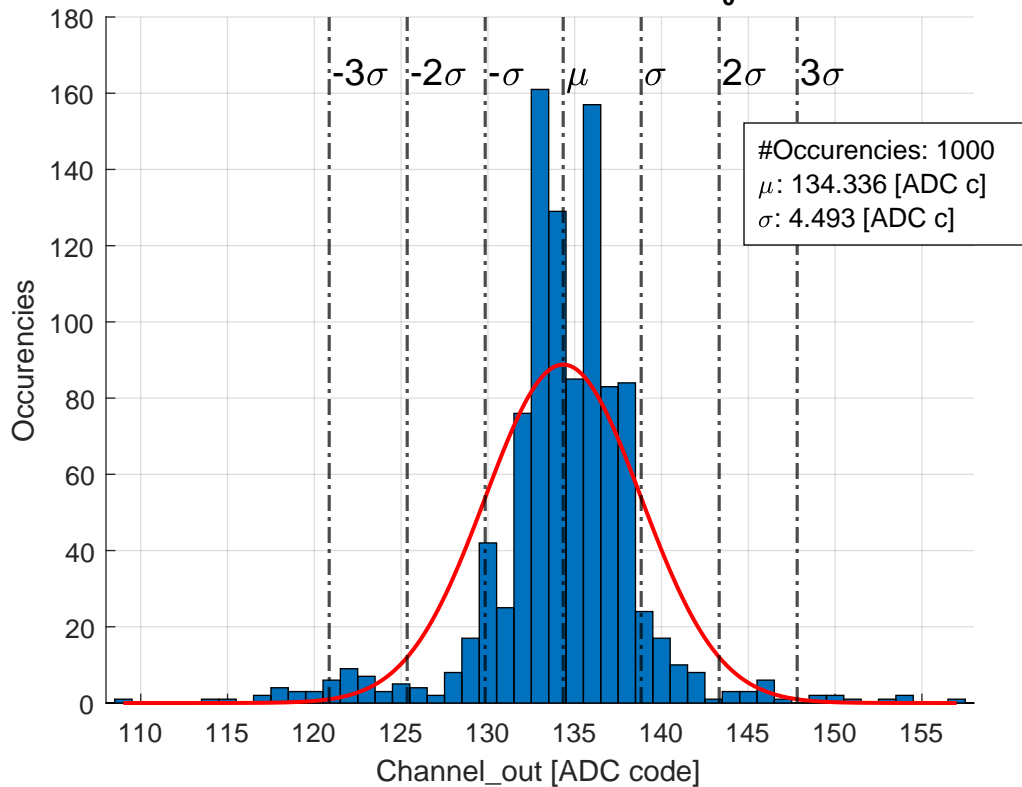 180
160
140
120
100
80
60
40
20
0
-3σ -2σ -σ μ σ 2σ 3σ
#Occurencies: 1000
μ: 134.336 [ADC c]
σ: 4.493 [ADC c]
Occurencies
110 115 120 125 130 135 140 145 150 155
Channel_out [ADC code]